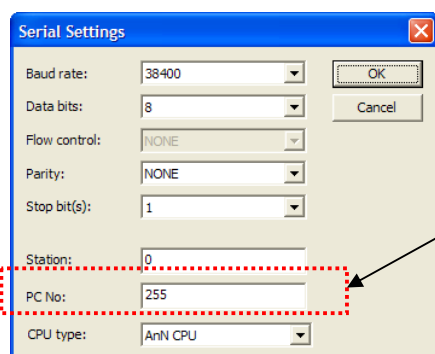 Serial Settings
Baud rate: 38400 OK
Data bits: 8 Cancel
Flow control: NONE
Parity: NONE
Stop bit(s): 1
Station: 0
PC No: 255
CPU type: AnN CPU